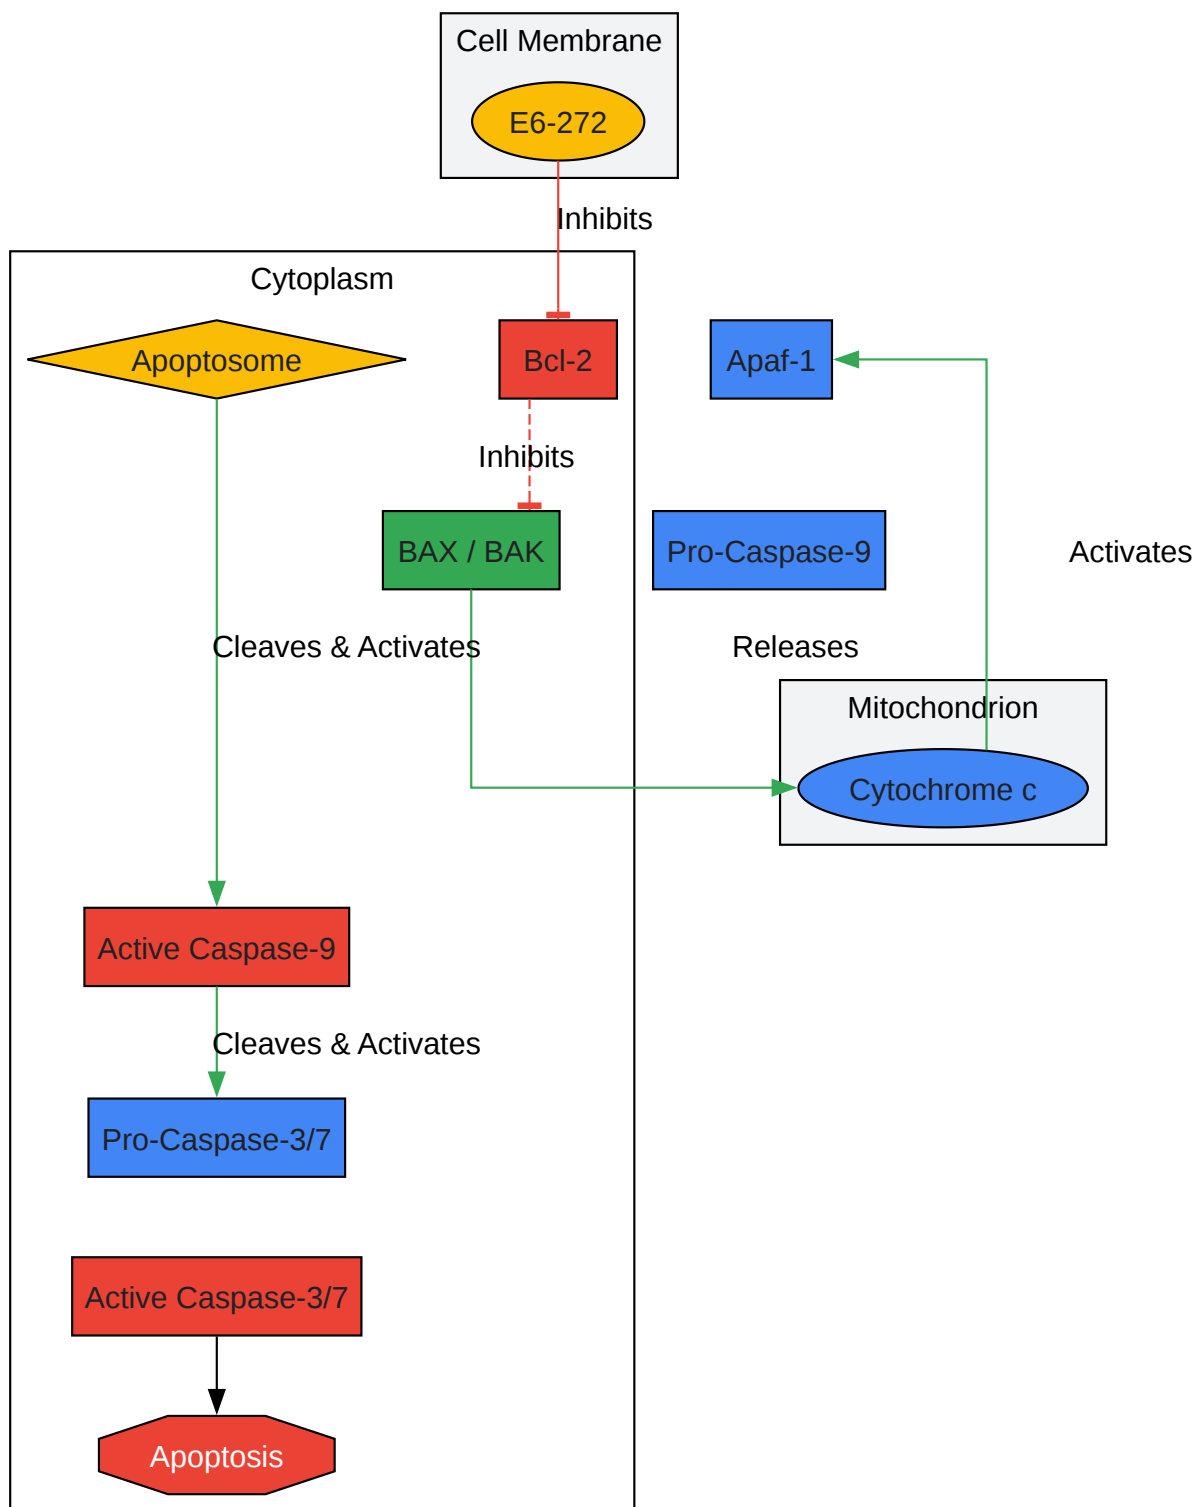 Cell Membrane
E6-272
Inhibits
Cytoplasm
Apoptosome
Bcl-2
Apaf-1
Inhibits
BAX / BAK
Pro-Caspase-9
Activates
Cleaves & Activates
Releases
Mitochondrion
Cytochrome c
Active Caspase-9
Cleaves & Activates
Pro-Caspase-3/7
Active Caspase-3/7
Apoptosis